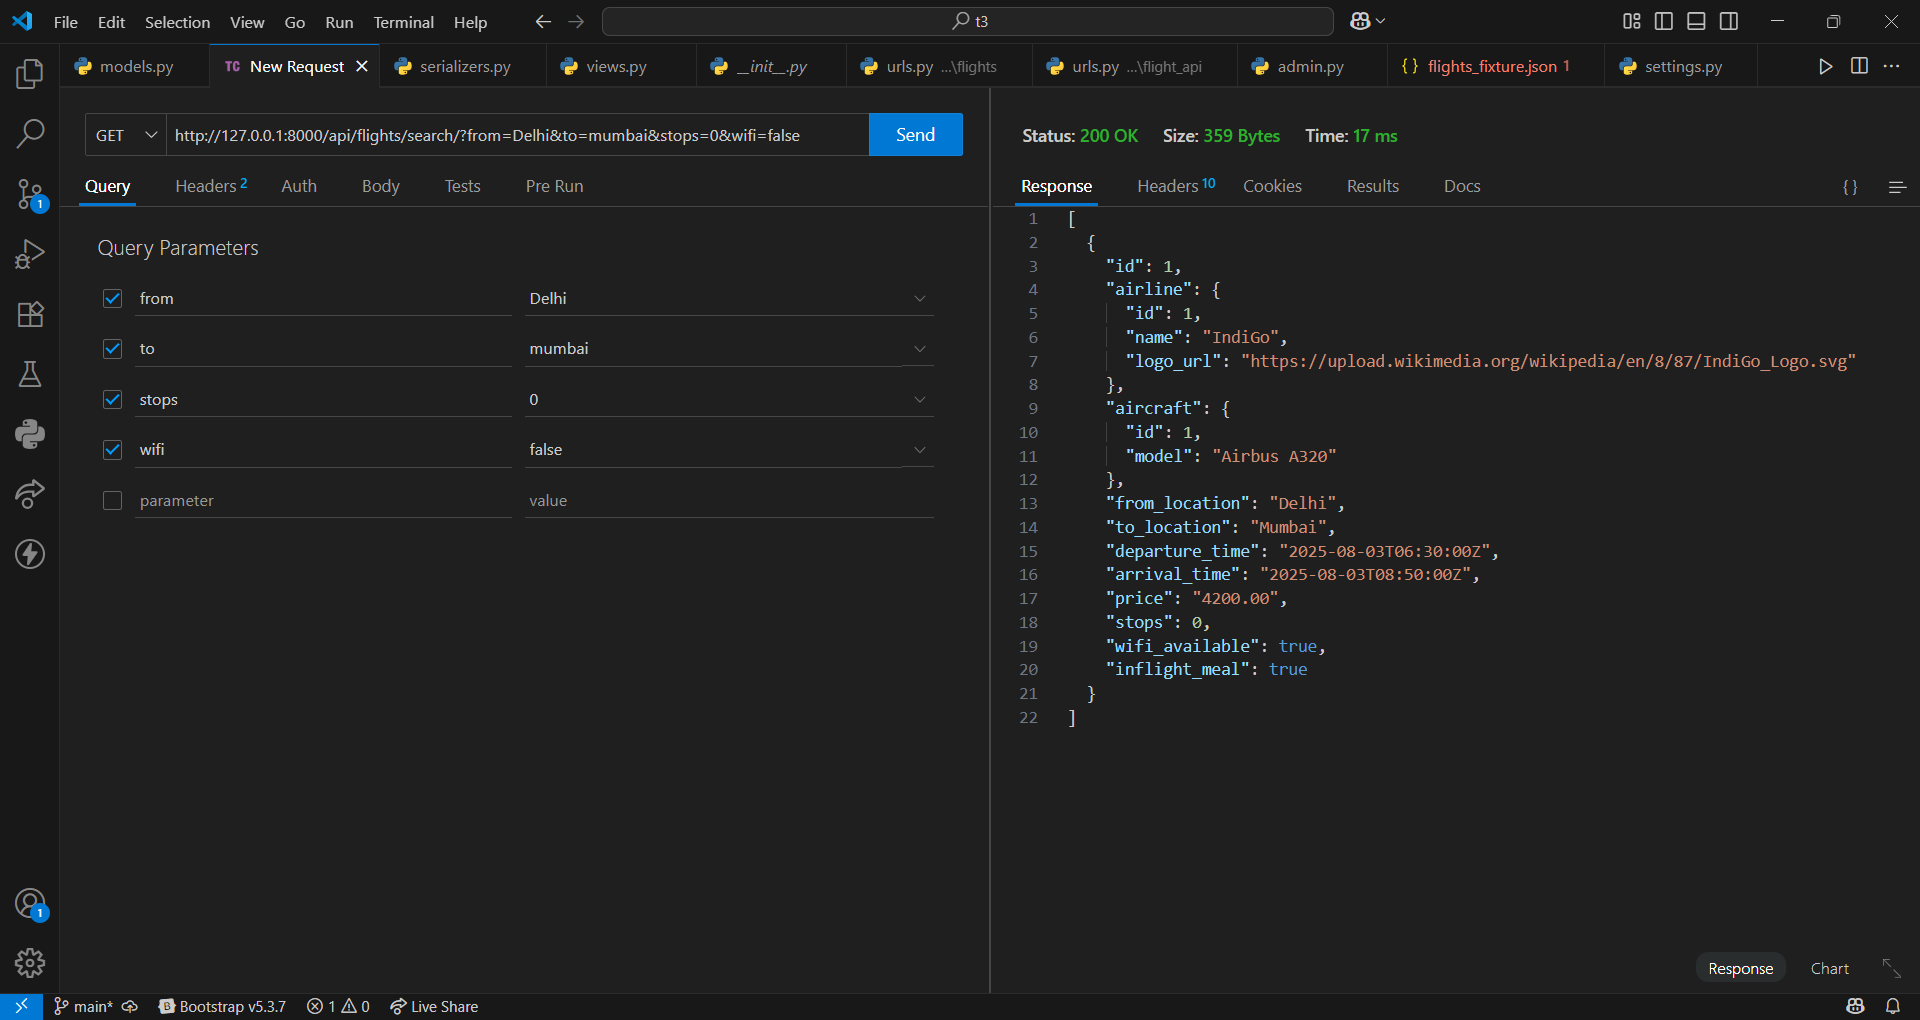 File Edit Selection View Go Run Terminal Help
t3
models.py
TC New Request
serializers.py
views.py
__init__.py
urls.py ...\flights
urls.py ...\flight_api
admin.py
{} flights_fixture.json 1
settings.py
GET http://127.0.0.1:8000/api/flights/search/?from=Delhi&to=mumbai&stops=0&wifi=false Send
Query Headers 2 Auth Body Tests Pre Run
Query Parameters
from Delhi
to mumbai
stops 0
wifi false
parameter value
1
1
Status: 200 OK Size: 359 Bytes Time: 17 ms
Response Headers 10 Cookies Results Docs {}
1 [
2 {
3 "id": 1,
4 "airline": {
5 "id": 1,
6 "name": "IndiGo",
7 "logo_url": "https://upload.wikimedia.org/wikipedia/en/8/87/IndiGo_Logo.svg"
8 },
9 "aircraft": {
10 "id": 1,
11 "model": "Airbus A320"
12 },
13 "from_location": "Delhi",
14 "to_location": "Mumbai",
15 "departure_time": "2025-08-03T06:30:00Z",
16 "arrival_time": "2025-08-03T08:50:00Z",
17 "price": "4200.00",
18 "stops": 0,
19 "wifi_available": true,
20 "inflight_meal": true
21 }
22 ]
Response Chart
main* B Bootstrap v5.3.7 1 0 Live Share